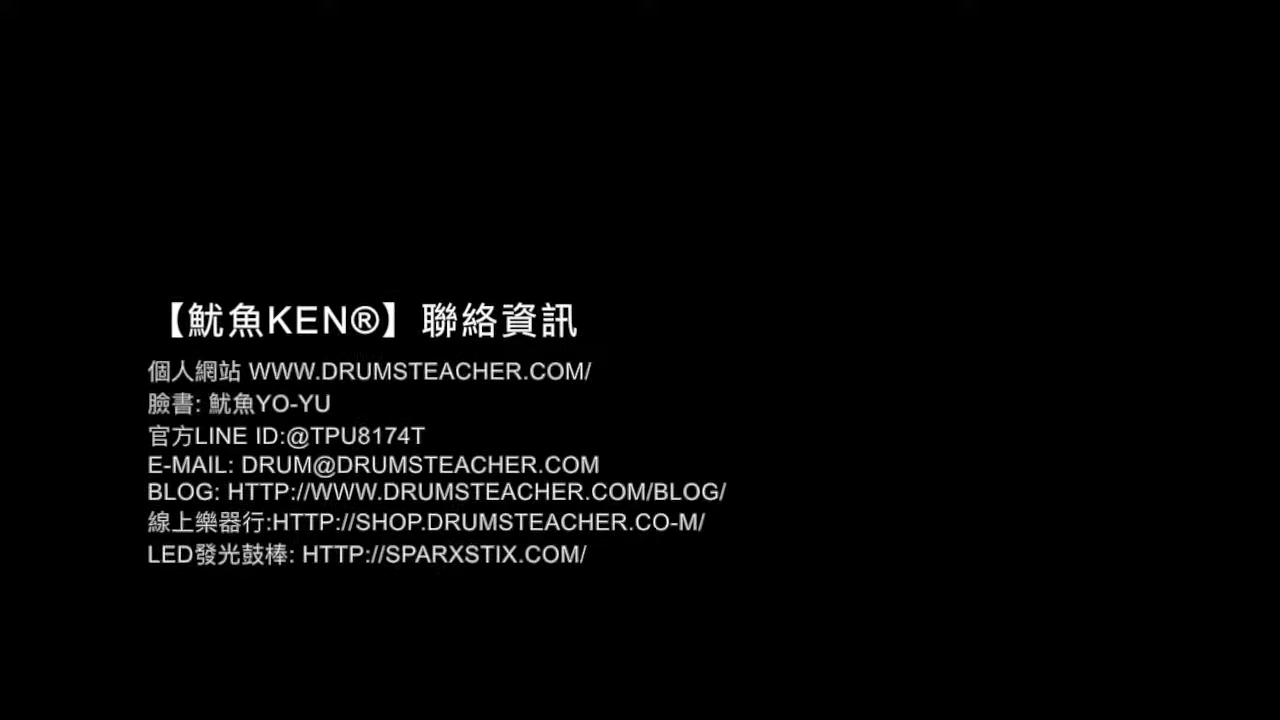 【魷魚KEN®】聯絡資訊
個人網站 WWW.DRUMSTEACHER.COM/
臉書: 魷魚YO-YU
官方LINE ID:@TPU8174T
E-MAIL: DRUM@DRUMSTEACHER.COM
BLOG: HTTP://WWW.DRUMSTEACHER.COM/BLOG/
線上樂器行:HTTP://SHOP.DRUMSTEACHER.CO-M/
LED發光鼓棒: HTTP://SPARXSTIX.COM/